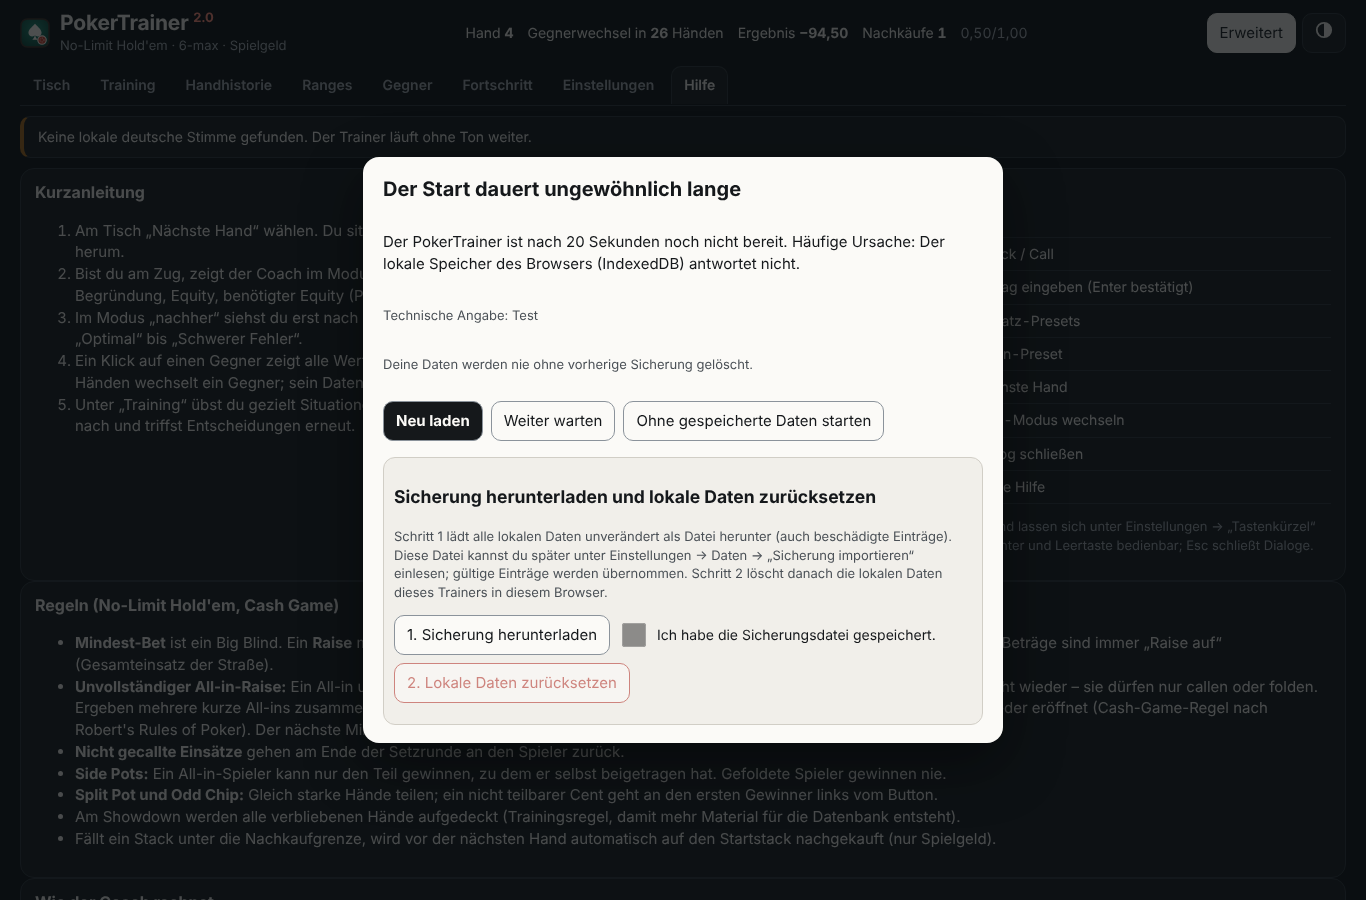 PokerTrainer 2.0
No-Limit Hold'em · 6-max · Spielgeld
Hand 4 Gegnerwechsel in 26 Händen Ergebnis −94,50 Nachkäufe 1 0,50/1,00
Erweitert
Tisch Training Handhistorie Ranges Gegner Fortschritt Einstellungen Hilfe
Keine lokale deutsche Stimme gefunden. Der Trainer läuft ohne Ton weiter.
Kurzanleitung
1. Am Tisch „Nächste Hand“ wählen. Du sit
herum.
2. Bist du am Zug, zeigt der Coach im Mod
Begründung, Equity, benötigter Equity (P
3. Im Modus „nachher“ siehst du erst nach
„Optimal“ bis „Schwerer Fehler“.
4. Ein Klick auf einen Gegner zeigt alle Wer
Händen wechselt ein Gegner; sein Daten
5. Unter „Training“ übst du gezielt Situation
nach und triffst Entscheidungen erneut.
ck / Call
ag eingeben (Enter bestätigt)
atz-Presets
n-Preset
hste Hand
-Modus wechseln
og schließen
e Hilfe
nd lassen sich unter Einstellungen → „Tastenkürzel“
nter und Leertaste bedienbar; Esc schließt Dialoge.
Der Start dauert ungewöhnlich lange
Der PokerTrainer ist nach 20 Sekunden noch nicht bereit. Häufige Ursache: Der
lokale Speicher des Browsers (IndexedDB) antwortet nicht.
Technische Angabe: Test
Deine Daten werden nie ohne vorherige Sicherung gelöscht.
Neu laden Weiter warten Ohne gespeicherte Daten starten
Sicherung herunterladen und lokale Daten zurücksetzen
Schritt 1 lädt alle lokalen Daten unverändert als Datei herunter (auch beschädigte Einträge).
Diese Datei kannst du später unter Einstellungen → Daten → „Sicherung importieren“
einlesen; gültige Einträge werden übernommen. Schritt 2 löscht danach die lokalen Daten
dieses Trainers in diesem Browser.
1. Sicherung herunterladen Ich habe die Sicherungsdatei gespeichert.
2. Lokale Daten zurücksetzen
Regeln (No-Limit Hold'em, Cash Game)
Mindest-Bet ist ein Big Blind. Ein Raise m
Beträge sind immer „Raise auf“
(Gesamteinsatz der Straße).
Unvollständiger All-in-Raise: Ein All-in u
ht wieder – sie dürfen nur callen oder folden.
Ergeben mehrere kurze All-ins zusamme
der eröffnet (Cash-Game-Regel nach
Robert's Rules of Poker). Der nächste Mi
Nicht gecallte Einsätze gehen am Ende der Setzrunde an den Spieler zurück.
Side Pots: Ein All-in-Spieler kann nur den Teil gewinnen, zu dem er selbst beigetragen hat. Gefoldete Spieler gewinnen nie.
Split Pot und Odd Chip: Gleich starke Hände teilen; ein nicht teilbarer Cent geht an den ersten Gewinner links vom Button.
Am Showdown werden alle verbliebenen Hände aufgedeckt (Trainingsregel, damit mehr Material für die Datenbank entsteht).
Fällt ein Stack unter die Nachkaufgrenze, wird vor der nächsten Hand automatisch auf den Startstack nachgekauft (nur Spielgeld).